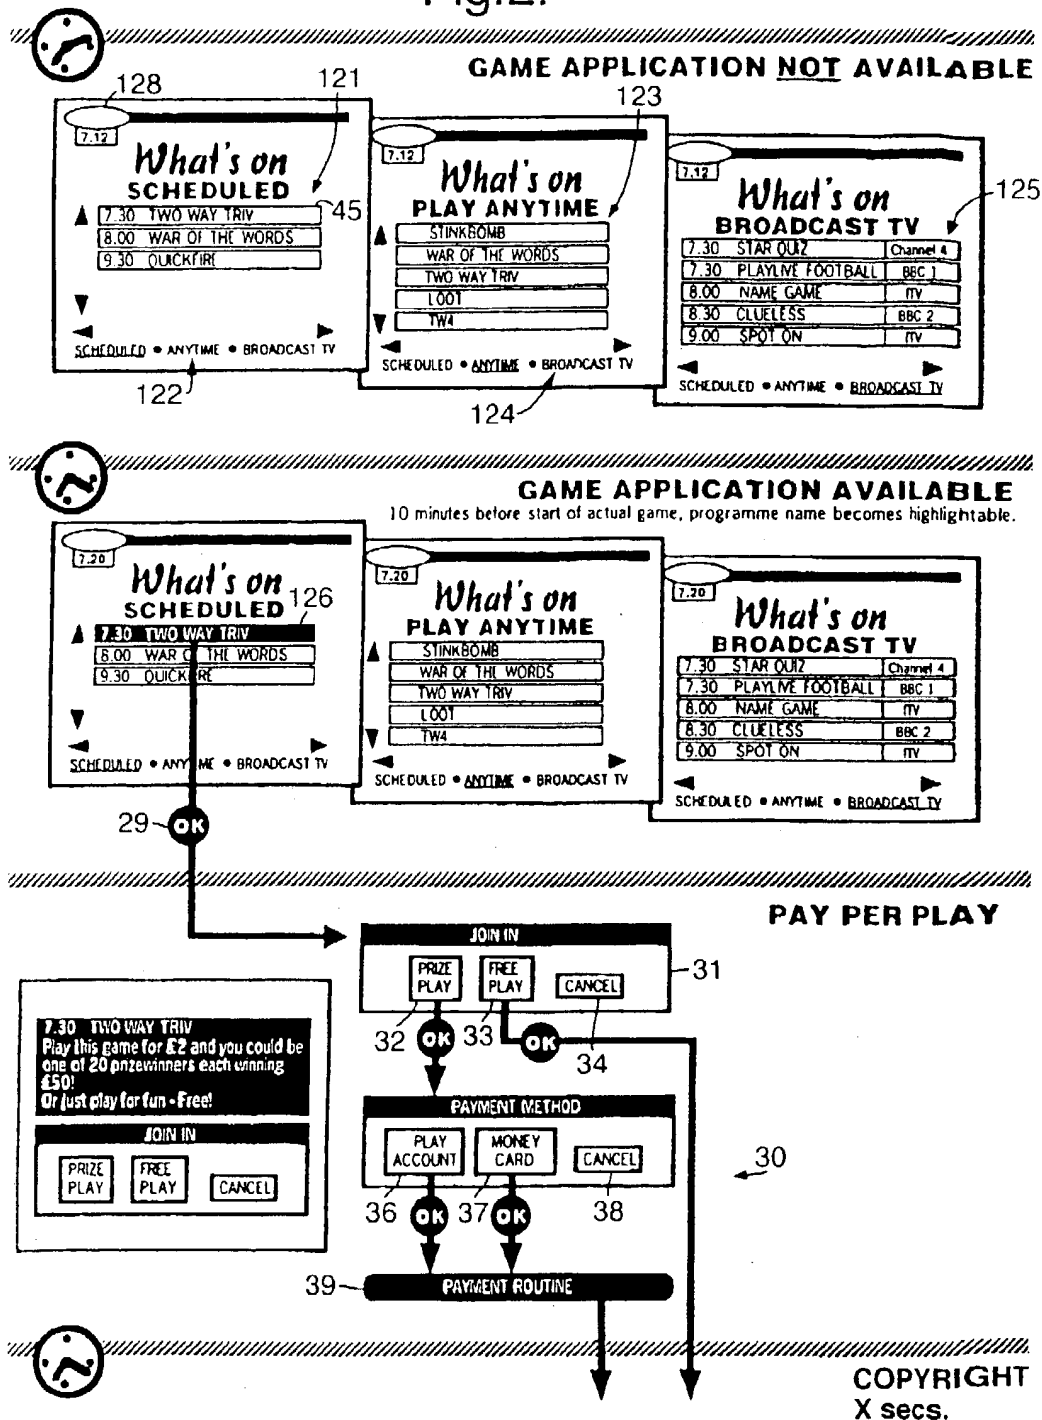 Fig.2.
GAME APPLICATION NOT AVAILABLE
128
121
123
125
7.12
What's on
SCHEDULED
45
7.30 TWO WAY TRIV
8.00 WAR OF THE WORDS
9.30 QUICKFIRE
SCHEDULED • ANYTIME • BROADCAST TV
122
7.12
What's on
PLAY ANYTIME
STINKBOMB
WAR OF THE WORDS
TWO WAY TRIV
LOOT
TW4
SCHEDULED • ANYTIME • BROADCAST TV
124
7.12
What's on
BROADCAST TV
7.30 STAR QUIZ Channel 4
7.30 PLAYLIVE FOOTBALL BBC 1
8.00 NAME GAME ITV
8.30 CLUELESS BBC 2
9.00 SPOT ON ITV
SCHEDULED • ANYTIME • BROADCAST TV
GAME APPLICATION AVAILABLE
10 minutes before start of actual game, programme name becomes highlightable.
7.20
What's on
SCHEDULED
126
7.30 TWO WAY TRIV
8.00 WAR OF THE WORDS
9.30 QUICKFIRE
SCHEDULED • ANYTIME • BROADCAST TV
7.20
What's on
PLAY ANYTIME
STINKBOMB
WAR OF THE WORDS
TWO WAY TRIV
LOOT
TW4
SCHEDULED • ANYTIME • BROADCAST TV
7.20
What's on
BROADCAST TV
7.30 STAR QUIZ Channel 4
7.30 PLAYLIVE FOOTBALL BBC 1
8.00 NAME GAME ITV
8.30 CLUELESS BBC 2
9.00 SPOT ON ITV
SCHEDULED • ANYTIME • BROADCAST TV
29
OK
PAY PER PLAY
JOIN IN
PRIZE PLAY
FREE PLAY
CANCEL
31
32
OK
33
OK
34
7.30 TWO WAY TRIV
Play this game for £2 and you could be
one of 20 prizewinners each winning
£50!
Or just play for fun - Free!
JOIN IN
PRIZE PLAY
FREE PLAY
CANCEL
PAYMENT METHOD
PLAY ACCOUNT
MONEY CARD
CANCEL
30
36
OK
37
OK
38
39
PAYMENT ROUTINE
COPYRIGHT
X secs.